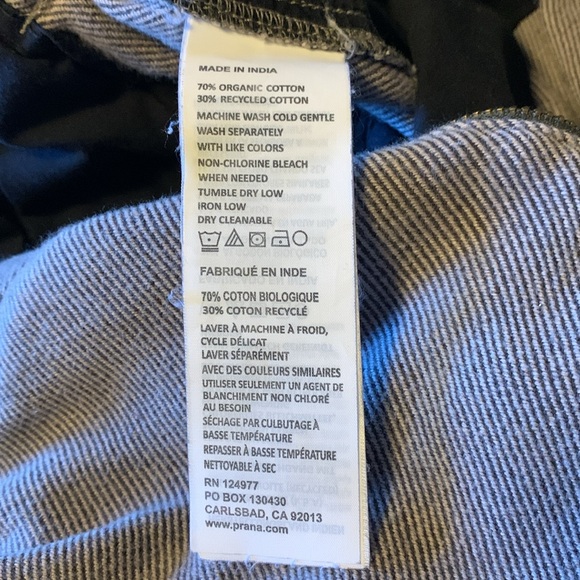 MADE IN INDIA
70% ORGANIC COTTON
30% RECYCLED COTTON
MACHINE WASH COLD GENTLE
WASH SEPARATELY
WITH LIKE COLORS
NON-CHLORINE BLEACH
WHEN NEEDED
TUMBLE DRY LOW
IRON LOW
DRY CLEANABLE
FABRIQUÉ EN INDE
70% COTON BIOLOGIQUE
30% COTON RECYCLÉ
LAVER À MACHINE À FROID,
CYCLE DÉLICAT
LAVER SÉPARÉMENT
AVEC DES COULEURS SIMILAIRES
UTILISER SEULEMENT UN AGENT DE
BLANCHIMENT NON CHLORÉ
AU BESOIN
SÉCHAGE PAR CULBUTAGE À
BASSE TEMPÉRATURE
REPASSER À BASSE TEMPÉRATURE
NETTOYABLE À SEC
RN 124977
PO BOX 130430
CARLSBAD, CA 92013
www.prana.com